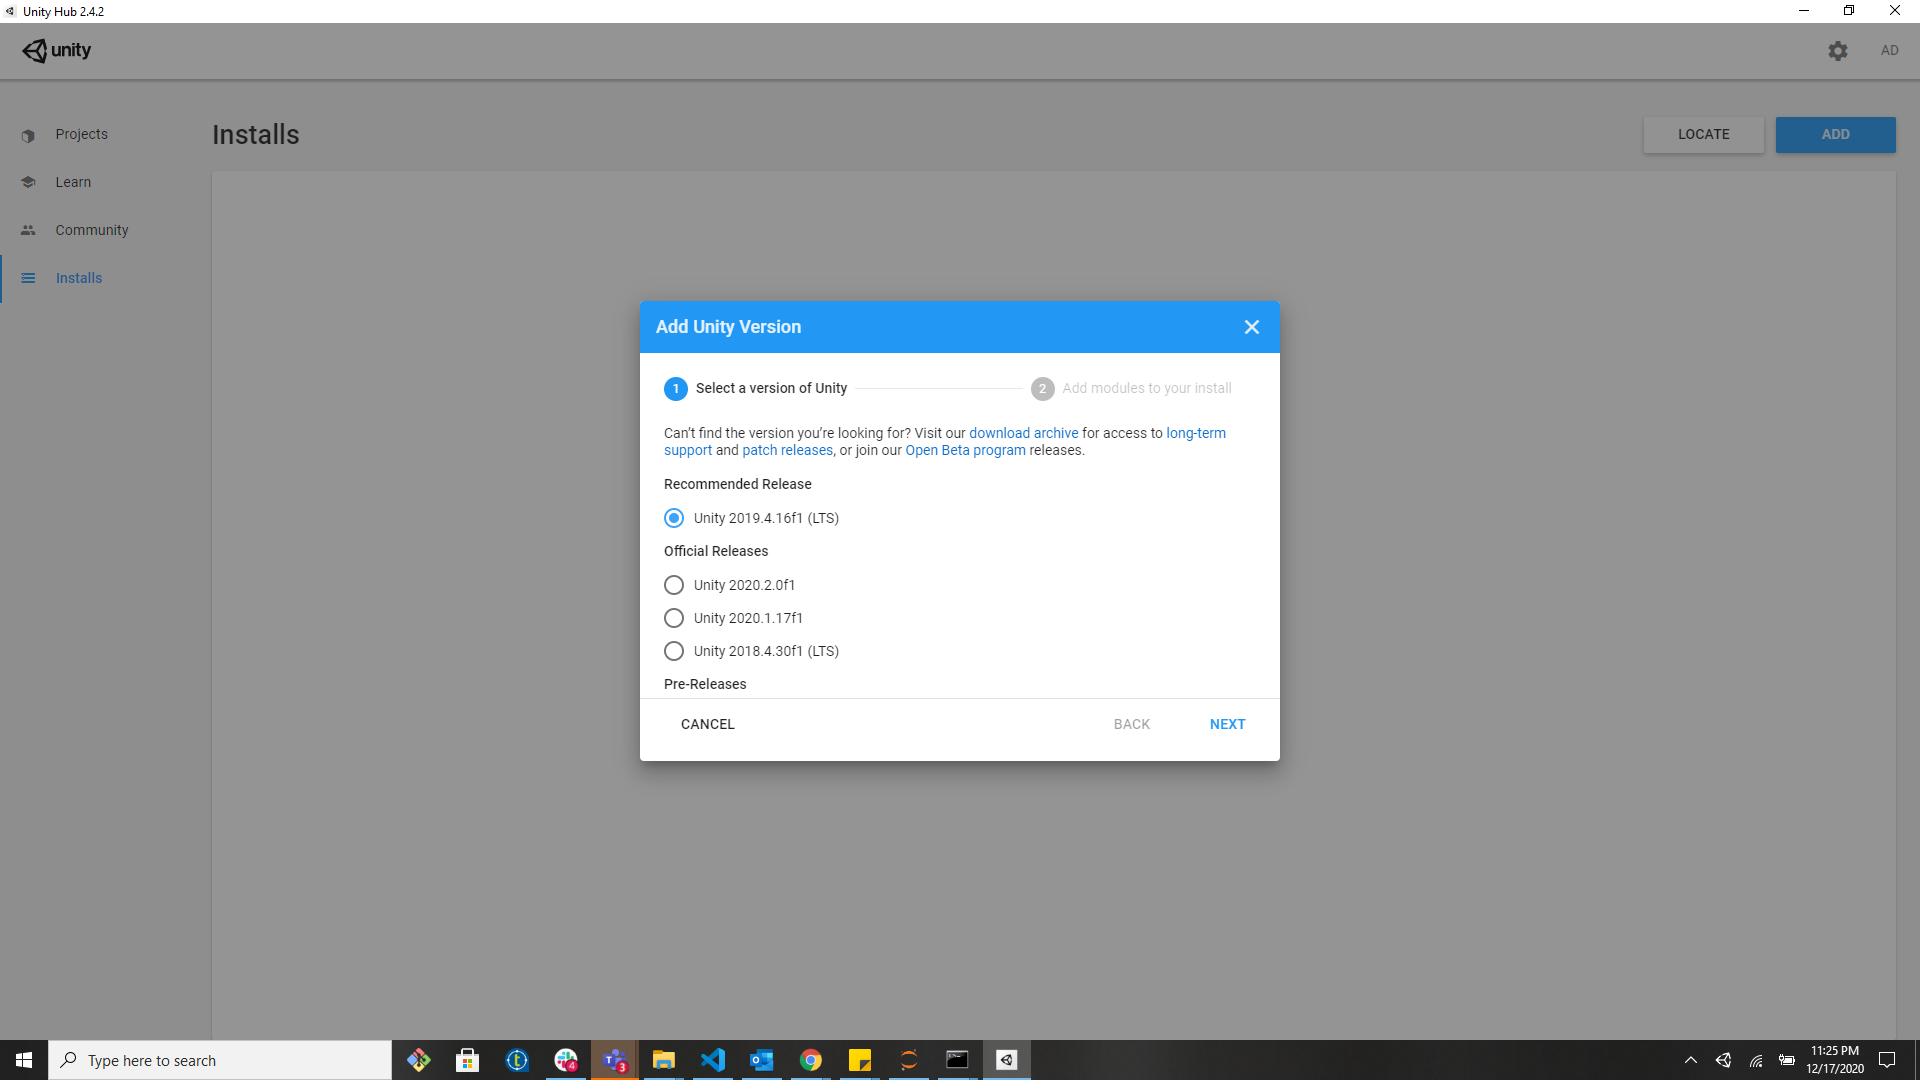 Unity Hub 2.4.2
unity
AD
Projects
Learn
Community
Installs
Installs
LOCATE
ADD
Add Unity Version
1 Select a version of Unity
2 Add modules to your install
Can’t find the version you’re looking for? Visit our download archive for access to long-term
support and patch releases, or join our Open Beta program releases.
Recommended Release
Unity 2019.4.16f1 (LTS)
Official Releases
Unity 2020.2.0f1
Unity 2020.1.17f1
Unity 2018.4.30f1 (LTS)
Pre-Releases
CANCEL
BACK
NEXT
Type here to search
4
3
11:25 PM
12/17/2020